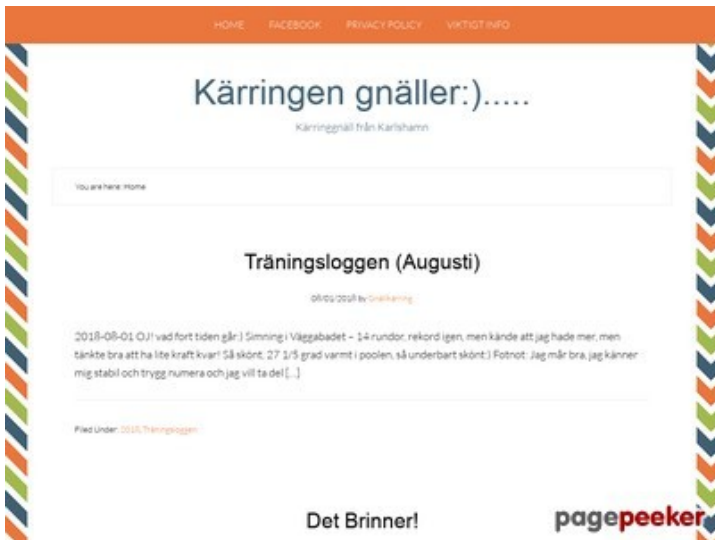 HOME FACEBOOK PRIVACY POLICY VIKTIGT INFO
Kärringen gnäller:).....
Kärringgnäll från Karlshamn
You are here: Home
Träningsloggen (Augusti)
08/01/2018 by Gnällkärring
2018-08-01 OJ! vad fort tiden går:) Simning i Väggabadet – 14 rundor, rekord igen, men kände att jag hade mer, men
tänkte bra att ha lite kraft kvar! Så skönt, 27 1/5 grad varmt i poolen, så underbart skönt:) Fotnot: Jag mår bra, jag känner
mig stabil och trygg numera och jag vill ta del [...]
Filed Under: 2018, Träningsloggen
Det Brinner!
pagepeeker